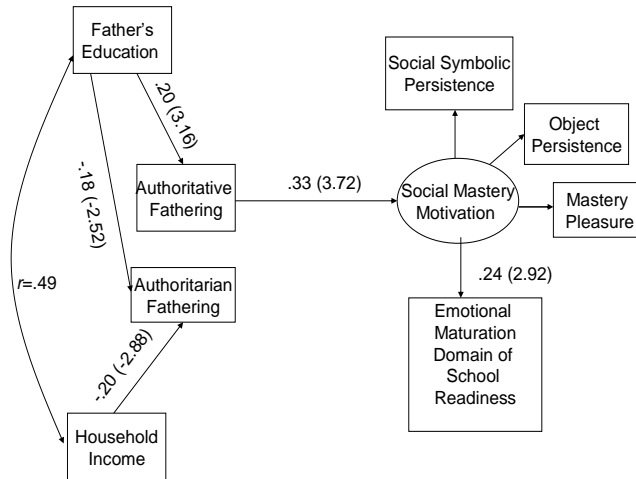 Father's
Education
Social Symbolic
Persistence
.20 (3.16)
Object
Persistence
Authoritative
Fathering
.33 (3.72)
Social Mastery
Motivation
Mastery
Pleasure
-.18 (-2.52)
.24 (2.92)
r=.49
Authoritarian
Fathering
Emotional
Maturation
Domain of
School
Readiness
-.20 (-2.88)
Household
Income